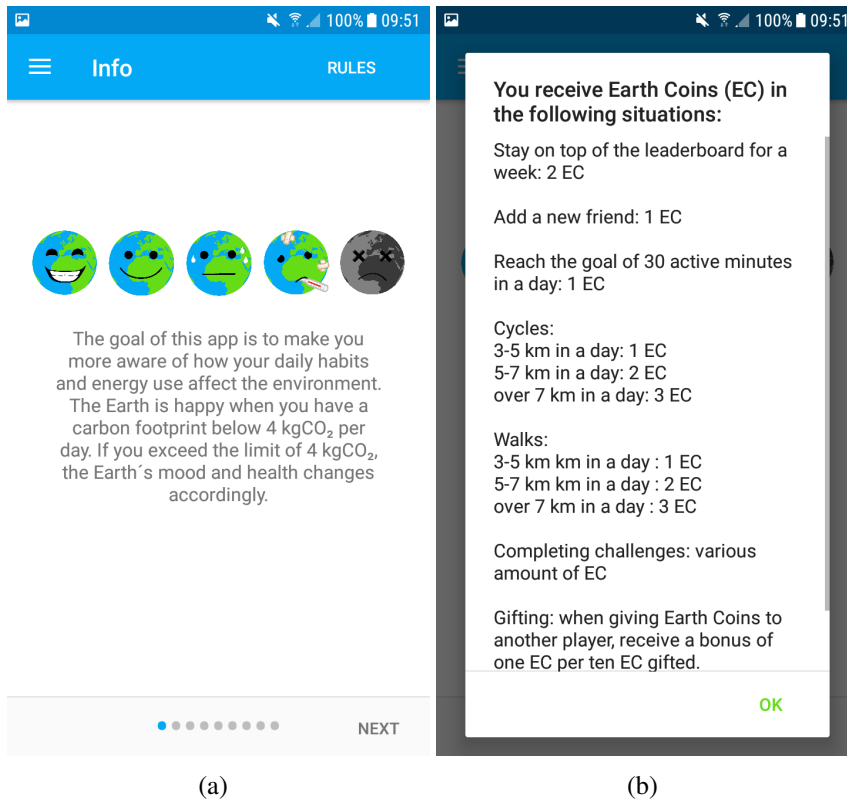 100% 09:51
Info
RULES
The goal of this app is to make you
more aware of how your daily habits
and energy use affect the environment.
The Earth is happy when you have a
carbon footprint below 4 kgCO₂ per
day. If you exceed the limit of 4 kgCO₂,
the Earth´s mood and health changes
accordingly.
NEXT
(a)
100% 09:51
You receive Earth Coins (EC) in
the following situations:
Stay on top of the leaderboard for a
week: 2 EC
Add a new friend: 1 EC
Reach the goal of 30 active minutes
in a day: 1 EC
Cycles:
3-5 km in a day: 1 EC
5-7 km in a day: 2 EC
over 7 km in a day: 3 EC
Walks:
3-5 km km in a day : 1 EC
5-7 km km in a day : 2 EC
over 7 km in a day : 3 EC
Completing challenges: various
amount of EC
Gifting: when giving Earth Coins to
another player, receive a bonus of
one EC per ten EC gifted.
OK
(b)